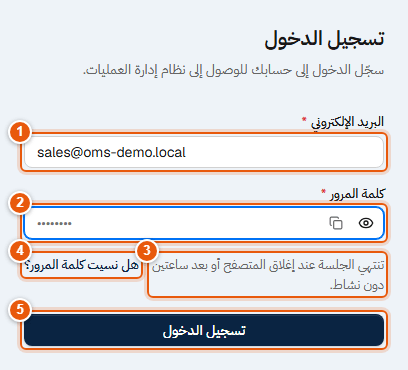 تسجيل الدخول
سجّل الدخول إلى حسابك للوصول إلى نظام إدارة العمليات.
البريد الإلكتروني *
1
sales@oms-demo.local
كلمة المرور *
2
••••••••
3
تنتهي الجلسة عند إغلاق المتصفح أو بعد ساعتين
دون نشاط.
4
هل نسيت كلمة المرور؟
5
تسجيل الدخول